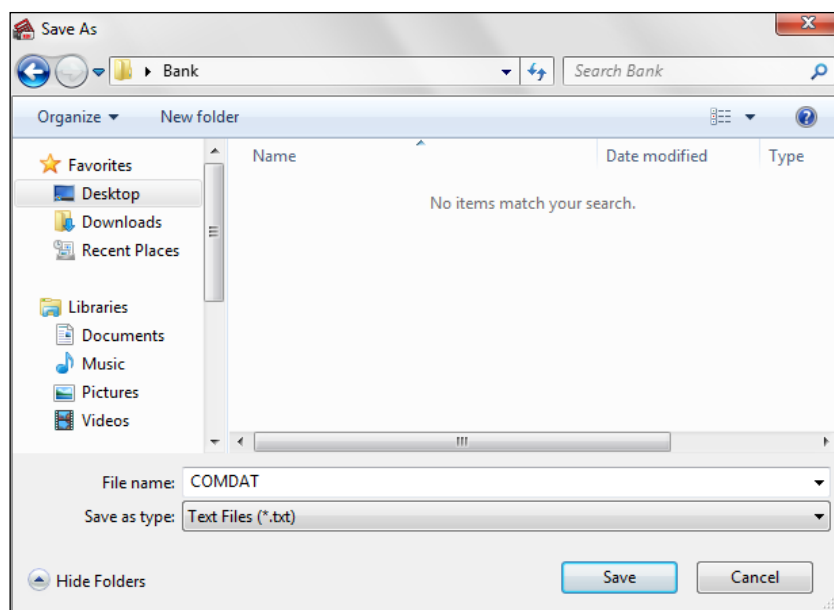 Save As
Bank
Search Bank
Organize New folder
Name Date modified Type
No items match your search.
Favorites
Desktop
Downloads
Recent Places
Libraries
Documents
Music
Pictures
Videos
File name: COMDAT
Save as type: Text Files (*.txt)
Hide Folders Save Cancel